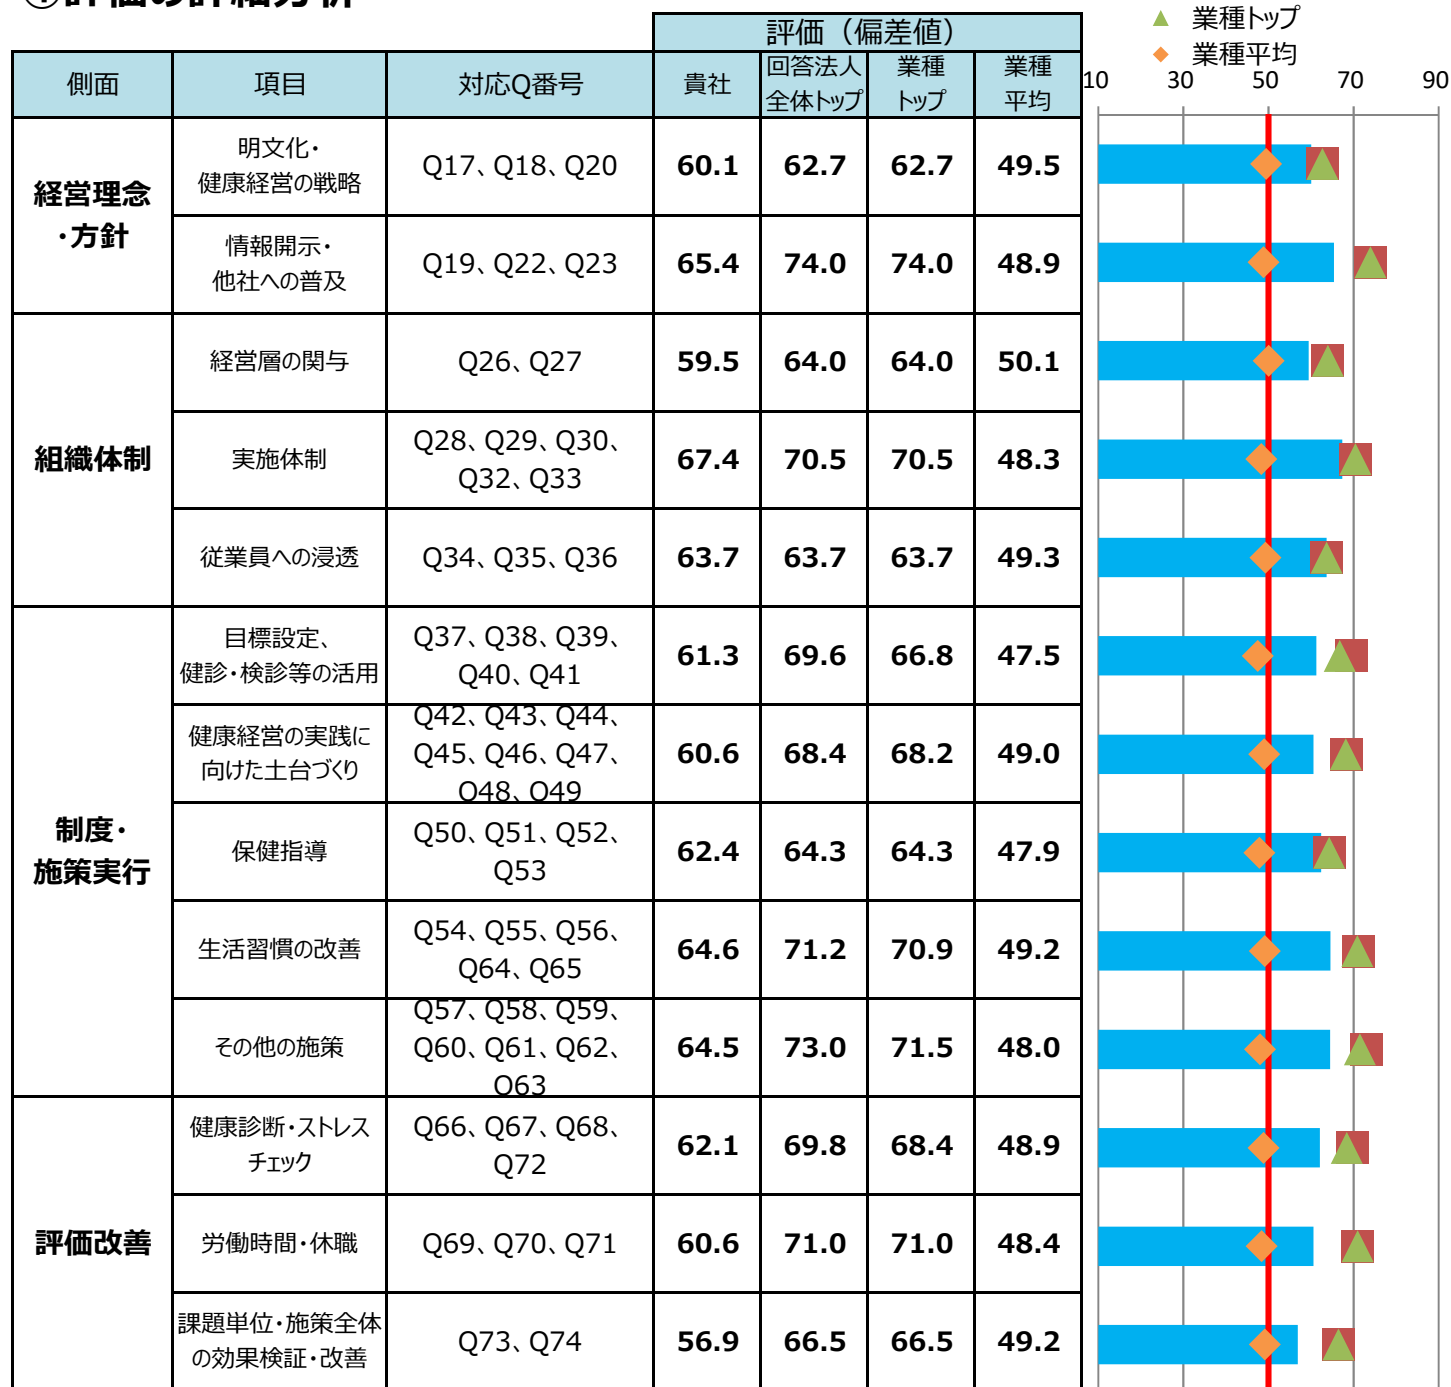 ①評価の詳細分析
▲ 業種トップ
◆ 業種平均
評価（偏差値）
側面 項目 対応Q番号 貴社 回答法人 業種 業種
全体トップ トップ 平均
10 30 50 70 90
経営理念
・方針
明文化・
健康経営の戦略
Q17、Q18、Q20 60.1 62.7 62.7 49.5
情報開示・
他社への普及
Q19、Q22、Q23 65.4 74.0 74.0 48.9
組織体制
経営層の関与 Q26、Q27 59.5 64.0 64.0 50.1
実施体制
Q28、Q29、Q30、
Q32、Q33
67.4 70.5 70.5 48.3
従業員への浸透 Q34、Q35、Q36 63.7 63.7 63.7 49.3
制度・
施策実行
目標設定、
健診・検診等の活用
Q37、Q38、Q39、
Q40、Q41
61.3 69.6 66.8 47.5
健康経営の実践に
向けた土台づくり
Q42、Q43、Q44、
Q45、Q46、Q47、
Q48、Q49
60.6 68.4 68.2 49.0
保健指導
Q50、Q51、Q52、
Q53
62.4 64.3 64.3 47.9
生活習慣の改善
Q54、Q55、Q56、
Q64、Q65
64.6 71.2 70.9 49.2
その他の施策
Q57、Q58、Q59、
Q60、Q61、Q62、
Q63
64.5 73.0 71.5 48.0
評価改善
健康診断・ストレス
チェック
Q66、Q67、Q68、
Q72
62.1 69.8 68.4 48.9
労働時間・休職 Q69、Q70、Q71 60.6 71.0 71.0 48.4
課題単位・施策全体
の効果検証・改善
Q73、Q74 56.9 66.5 66.5 49.2